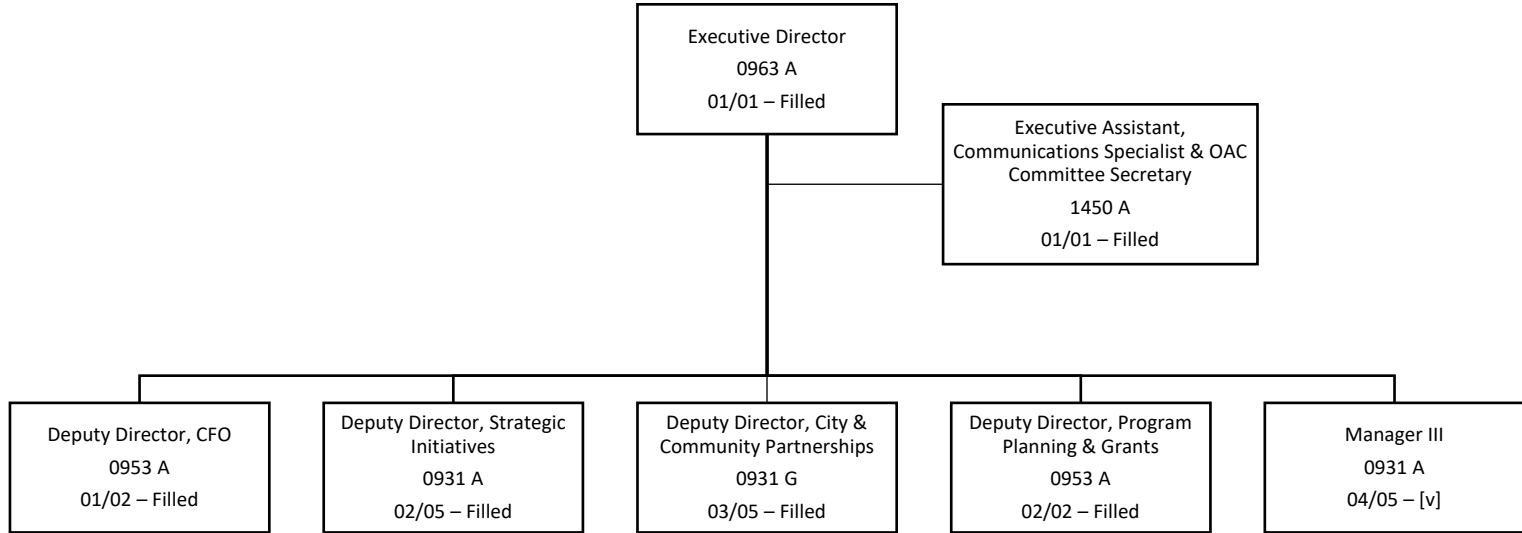 Executive Director
0963 A
01/01 – Filled
Executive Assistant,
Communications Specialist & OAC
Committee Secretary
1450 A
01/01 – Filled
Deputy Director, CFO
0953 A
01/02 – Filled
Deputy Director, Strategic
Initiatives
0931 A
02/05 – Filled
Deputy Director, City &
Community Partnerships
0931 G
03/05 – Filled
Deputy Director, Program
Planning & Grants
0953 A
02/02 – Filled
Manager III
0931 A
04/05 – [v]